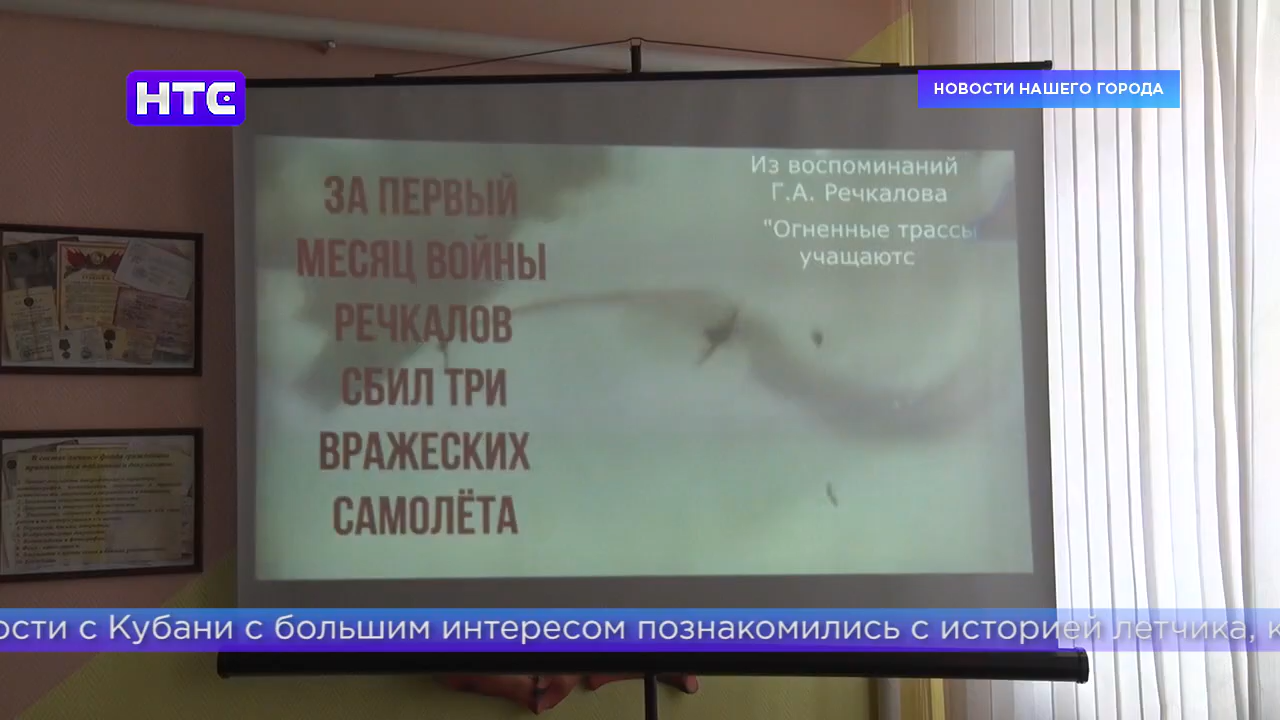 НТС
НОВОСТИ НАШЕГО ГОРОДА
ЗА ПЕРВЫЙ
МЕСЯЦ ВОЙНЫ
РЕЧКАЛОВ
СБИЛ ТРИ
ВРАЖЕСКИХ
САМОЛЁТА
Из воспоминаний
Г.А. Речкалова
"Огненные трассы
учащаютс
ости с Кубани с большим интересом познакомились с историей летчика, к